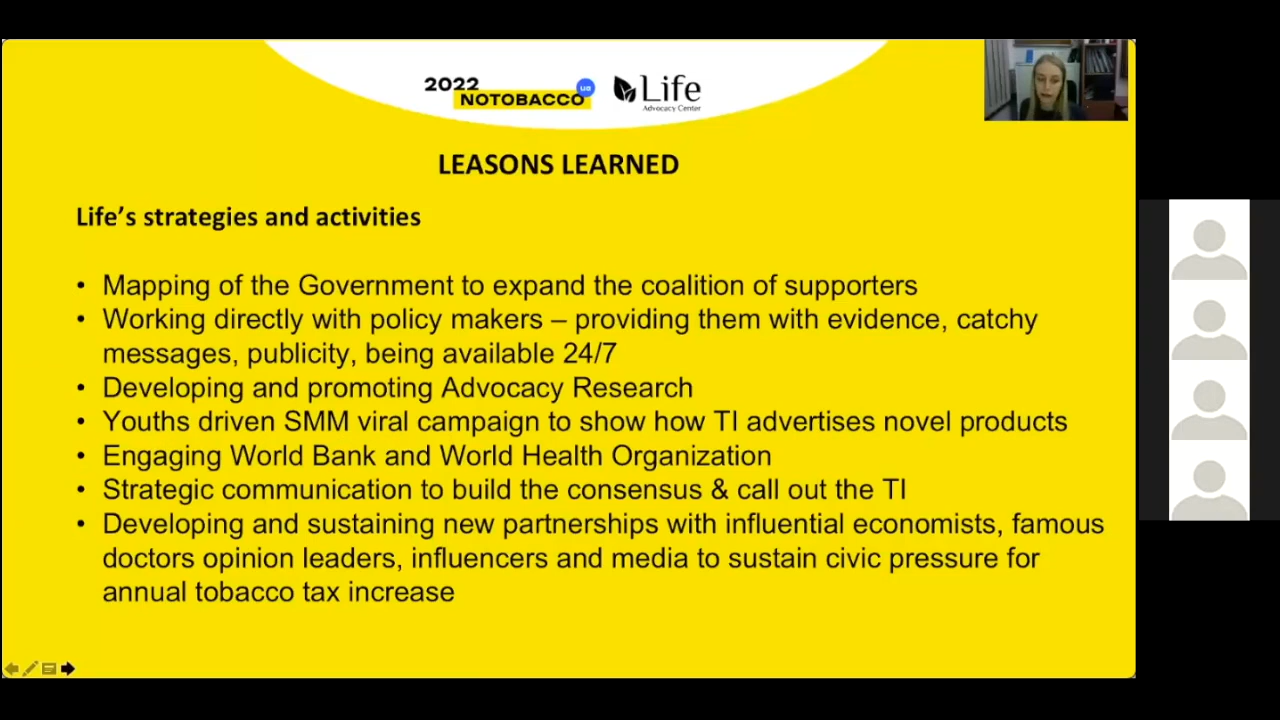 2022
NOTOBACCO
ua
Life
Advocacy Center
LEASONS LEARNED
Life's strategies and activities
• Mapping of the Government to expand the coalition of supporters
• Working directly with policy makers – providing them with evidence, catchy
messages, publicity, being available 24/7
• Developing and promoting Advocacy Research
• Youths driven SMM viral campaign to show how TI advertises novel products
• Engaging World Bank and World Health Organization
• Strategic communication to build the consensus & call out the TI
• Developing and sustaining new partnerships with influential economists, famous
doctors opinion leaders, influencers and media to sustain civic pressure for
annual tobacco tax increase